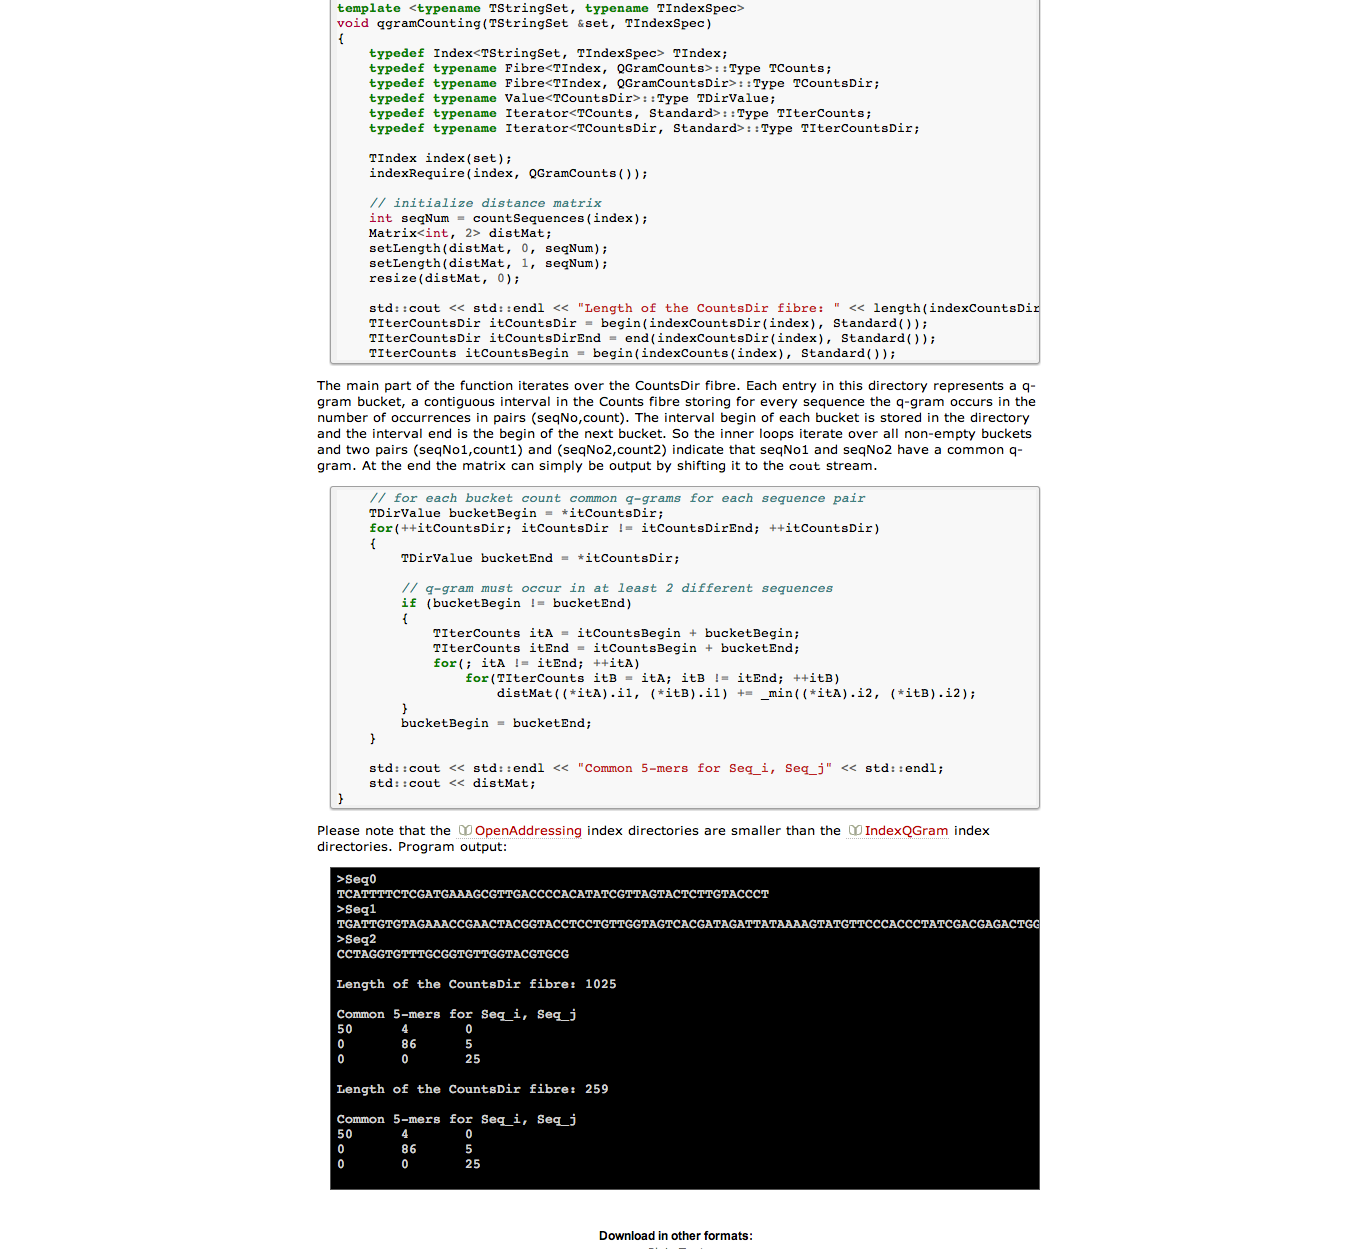 template <typename TStringSet, typename TIndexSpec>
void qgramCounting(TStringSet &set, TIndexSpec)
{
    typedef Index<TStringSet, TIndexSpec> TIndex;
    typedef typename Fibre<TIndex, QGramCounts>::Type TCounts;
    typedef typename Fibre<TIndex, QGramCountsDir>::Type TCountsDir;
    typedef typename Value<TCountsDir>::Type TDirValue;
    typedef typename Iterator<TCounts, Standard>::Type TIterCounts;
    typedef typename Iterator<TCountsDir, Standard>::Type TIterCountsDir;

    TIndex index(set);
    indexRequire(index, QGramCounts());

    // initialize distance matrix
    int seqNum = countSequences(index);
    Matrix<int, 2> distMat;
    setLength(distMat, 0, seqNum);
    setLength(distMat, 1, seqNum);
    resize(distMat, 0);

    std::cout << std::endl << "Length of the CountsDir fibre: " << length(indexCountsDir
    TIterCountsDir itCountsDir = begin(indexCountsDir(index), Standard());
    TIterCountsDir itCountsDirEnd = end(indexCountsDir(index), Standard());
    TIterCounts itCountsBegin = begin(indexCounts(index), Standard());
The main part of the function iterates over the CountsDir fibre. Each entry in this directory represents a q-
gram bucket, a contiguous interval in the Counts fibre storing for every sequence the q-gram occurs in the
number of occurrences in pairs (seqNo,count). The interval begin of each bucket is stored in the directory
and the interval end is the begin of the next bucket. So the inner loops iterate over all non-empty buckets
and two pairs (seqNo1,count1) and (seqNo2,count2) indicate that seqNo1 and seqNo2 have a common q-
gram. At the end the matrix can simply be output by shifting it to the cout stream.
    // for each bucket count common q-grams for each sequence pair
    TDirValue bucketBegin = *itCountsDir;
    for(++itCountsDir; itCountsDir != itCountsDirEnd; ++itCountsDir)
    {
        TDirValue bucketEnd = *itCountsDir;

        // q-gram must occur in at least 2 different sequences
        if (bucketBegin != bucketEnd)
        {
            TIterCounts itA = itCountsBegin + bucketBegin;
            TIterCounts itEnd = itCountsBegin + bucketEnd;
            for(; itA != itEnd; ++itA)
                for(TIterCounts itB = itA; itB != itEnd; ++itB)
                    distMat((*itA).i1, (*itB).i1) += _min((*itA).i2, (*itB).i2);
        }
        bucketBegin = bucketEnd;
    }

    std::cout << std::endl << "Common 5-mers for Seq_i, Seq_j" << std::endl;
    std::cout << distMat;
}
Please note that the OpenAddressing index directories are smaller than the IndexQGram index
directories. Program output:
>Seq0
TCATTTTCTCGATGAAAGCGTTGACCCCACATATCGTTAGTACTCTTGTACCCT
>Seq1
TGATTGTGTAGAAACCGAACTACGGTACCTCCTGTTGGTAGTCACGATAGATTATAAAAGTATGTTCCCACCCTATCGACGAGACTGG
>Seq2
CCTAGGTGTTTGCGGTGTTGGTACGTGCG

Length of the CountsDir fibre: 1025

Common 5-mers for Seq_i, Seq_j
50      4       0
0       86      5
0       0       25

Length of the CountsDir fibre: 259

Common 5-mers for Seq_i, Seq_j
50      4       0
0       86      5
0       0       25
Download in other formats: